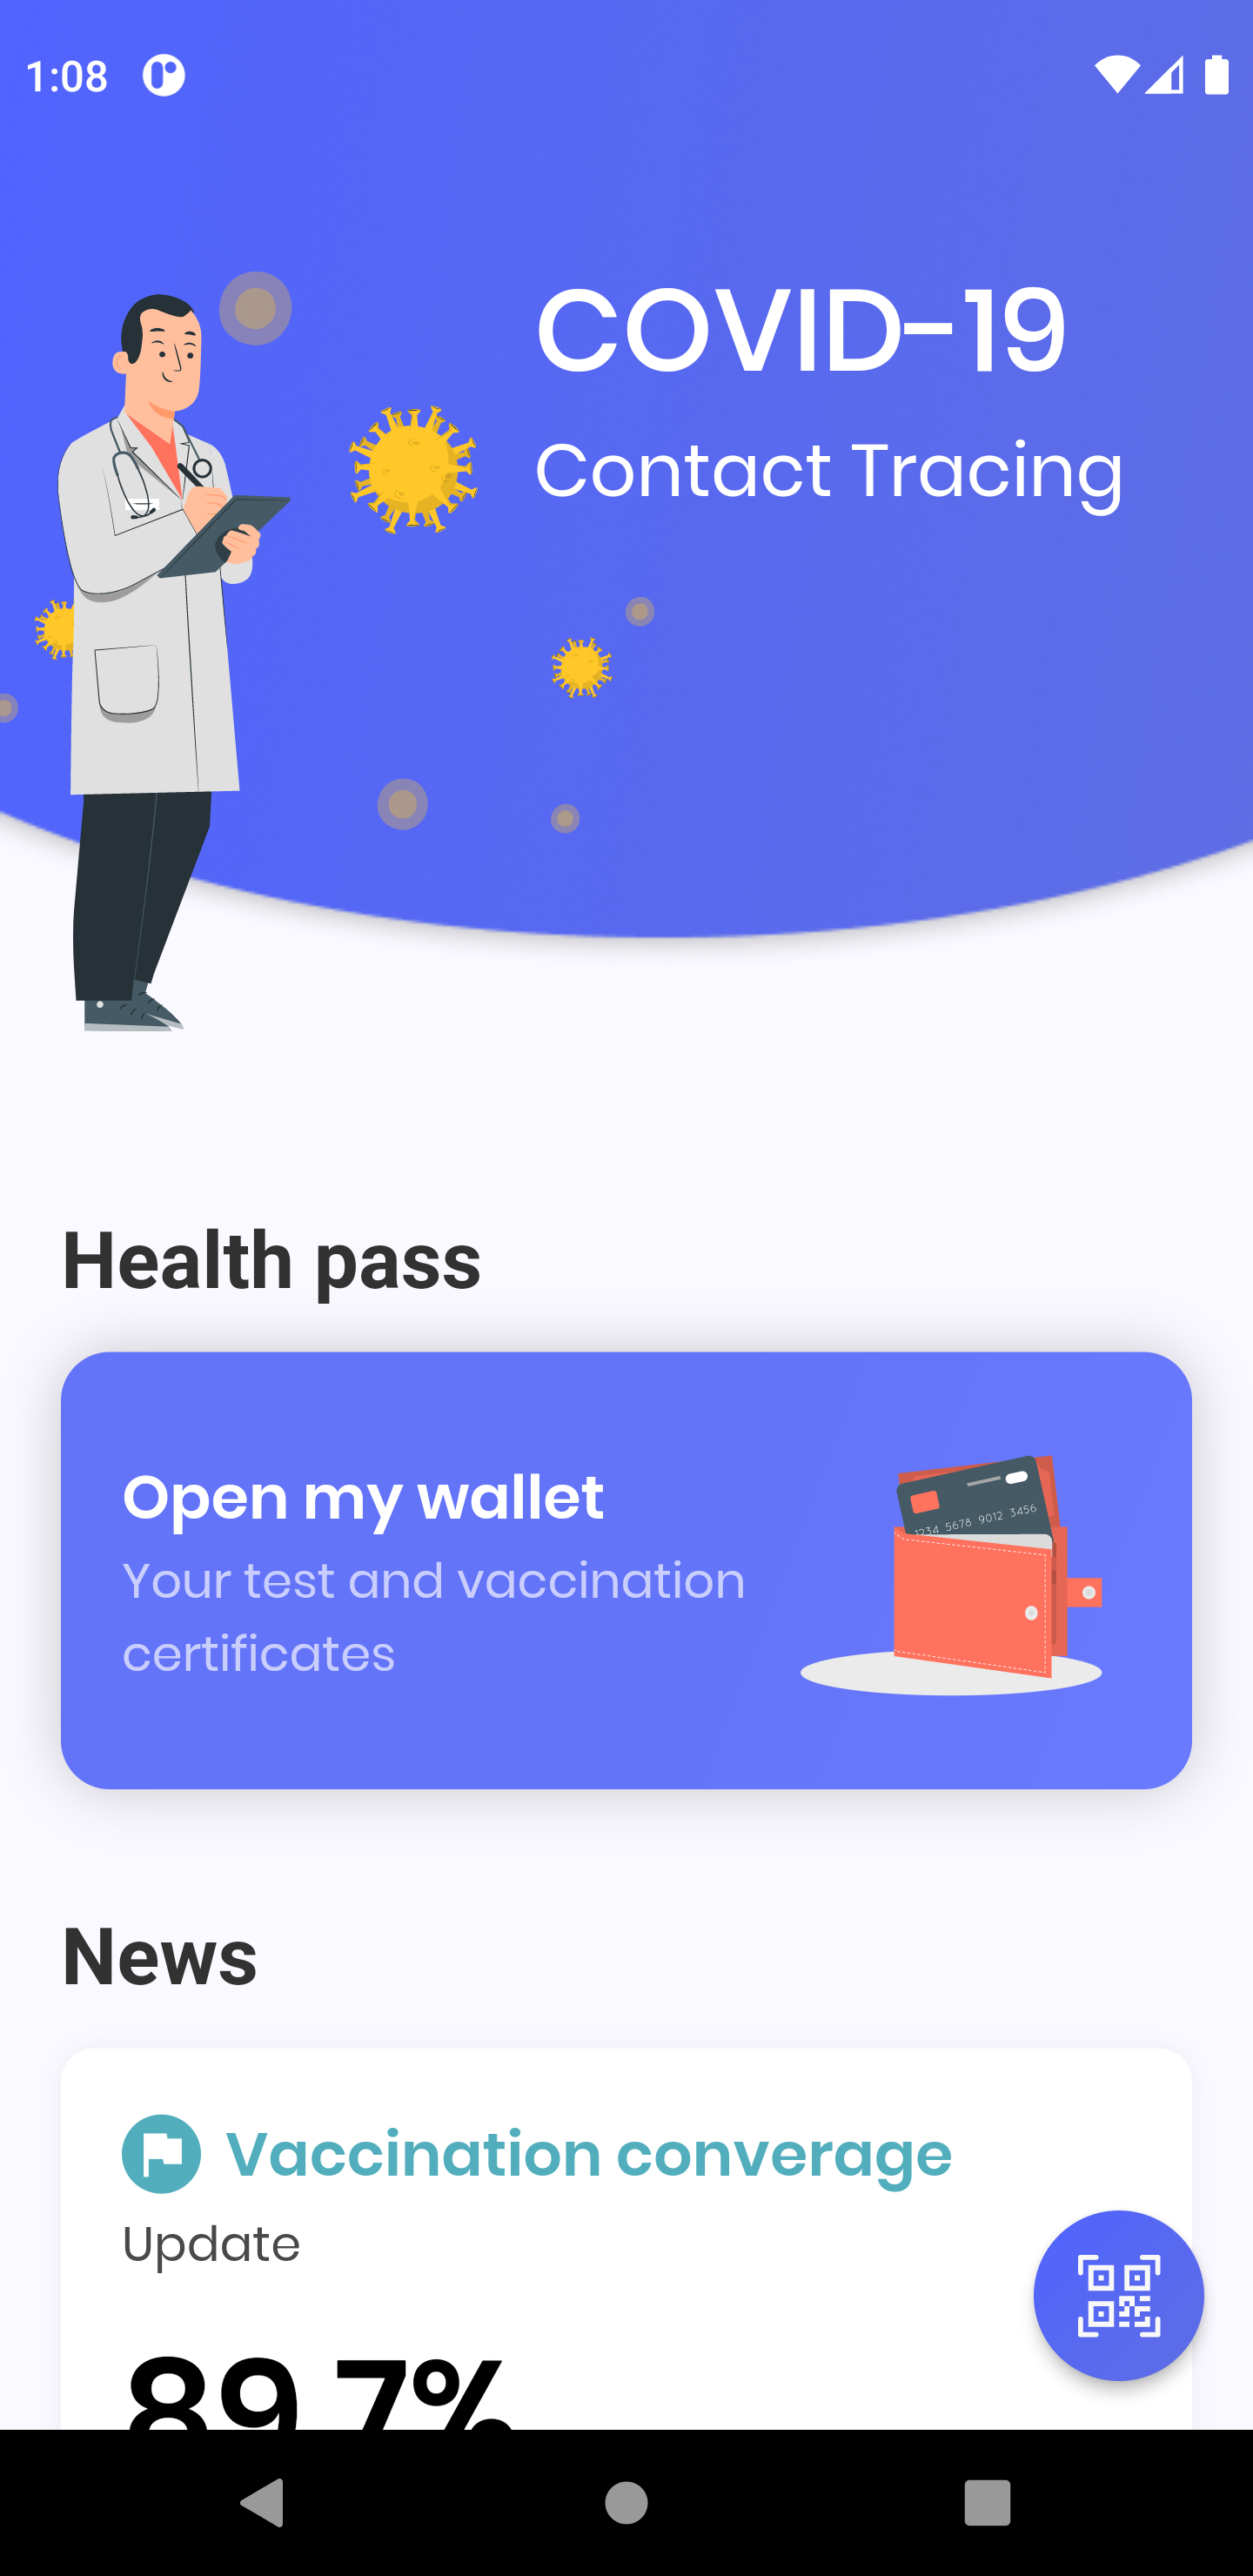 1:08
COVID-19
Contact Tracing
Health pass
Open my wallet
1234 5678 9012 3456
Your test and vaccination
certificates
News
Vaccination converage
Update
89.7%